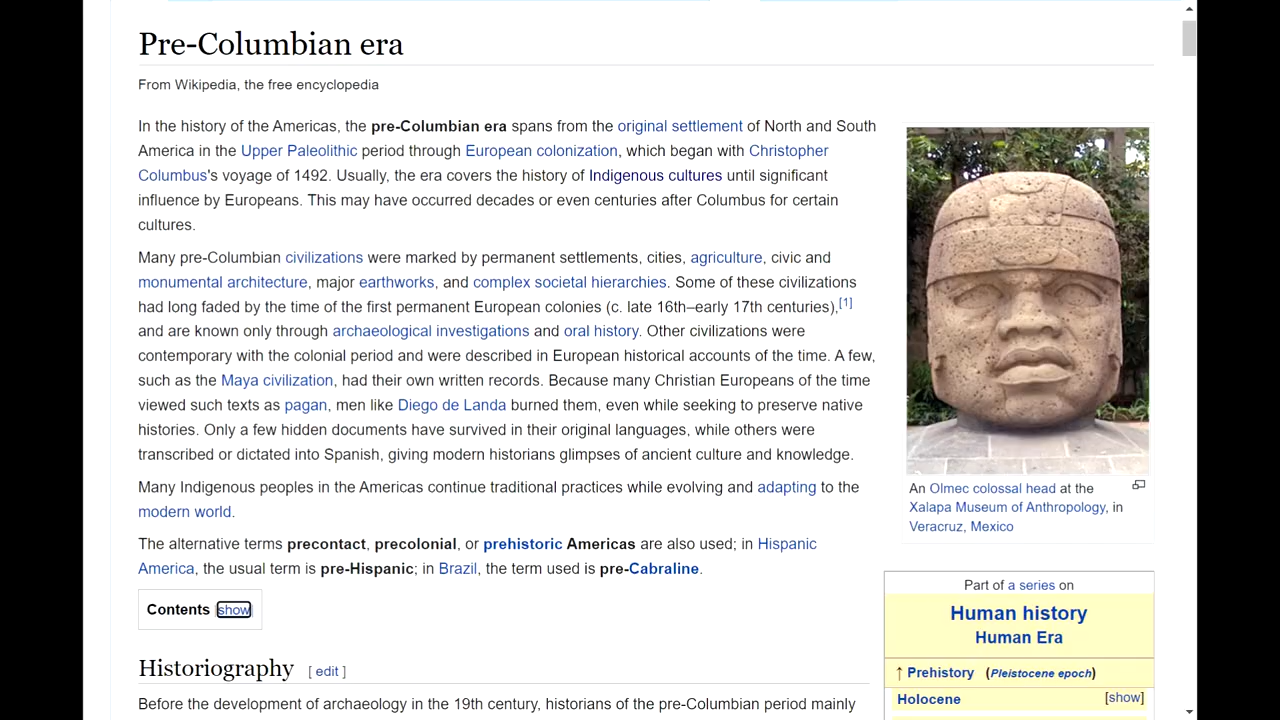 Pre-Columbian era
From Wikipedia, the free encyclopedia
In the history of the Americas, the pre-Columbian era spans from the original settlement of North and South
America in the Upper Paleolithic period through European colonization, which began with Christopher
Columbus's voyage of 1492. Usually, the era covers the history of Indigenous cultures until significant
influence by Europeans. This may have occurred decades or even centuries after Columbus for certain
cultures.
Many pre-Columbian civilizations were marked by permanent settlements, cities, agriculture, civic and
monumental architecture, major earthworks, and complex societal hierarchies. Some of these civilizations
had long faded by the time of the first permanent European colonies (c. late 16th–early 17th centuries),[1]
and are known only through archaeological investigations and oral history. Other civilizations were
contemporary with the colonial period and were described in European historical accounts of the time. A few,
such as the Maya civilization, had their own written records. Because many Christian Europeans of the time
viewed such texts as pagan, men like Diego de Landa burned them, even while seeking to preserve native
histories. Only a few hidden documents have survived in their original languages, while others were
transcribed or dictated into Spanish, giving modern historians glimpses of ancient culture and knowledge.
Many Indigenous peoples in the Americas continue traditional practices while evolving and adapting to the
modern world.
The alternative terms precontact, precolonial, or prehistoric Americas are also used; in Hispanic
America, the usual term is pre-Hispanic; in Brazil, the term used is pre-Cabraline.
Contents [show]
Historiography [ edit ]
Before the development of archaeology in the 19th century, historians of the pre-Columbian period mainly
An Olmec colossal head at the
Xalapa Museum of Anthropology, in
Veracruz, Mexico
Part of a series on
Human history
Human Era
↑ Prehistory (Pleistocene epoch)
Holocene [show]